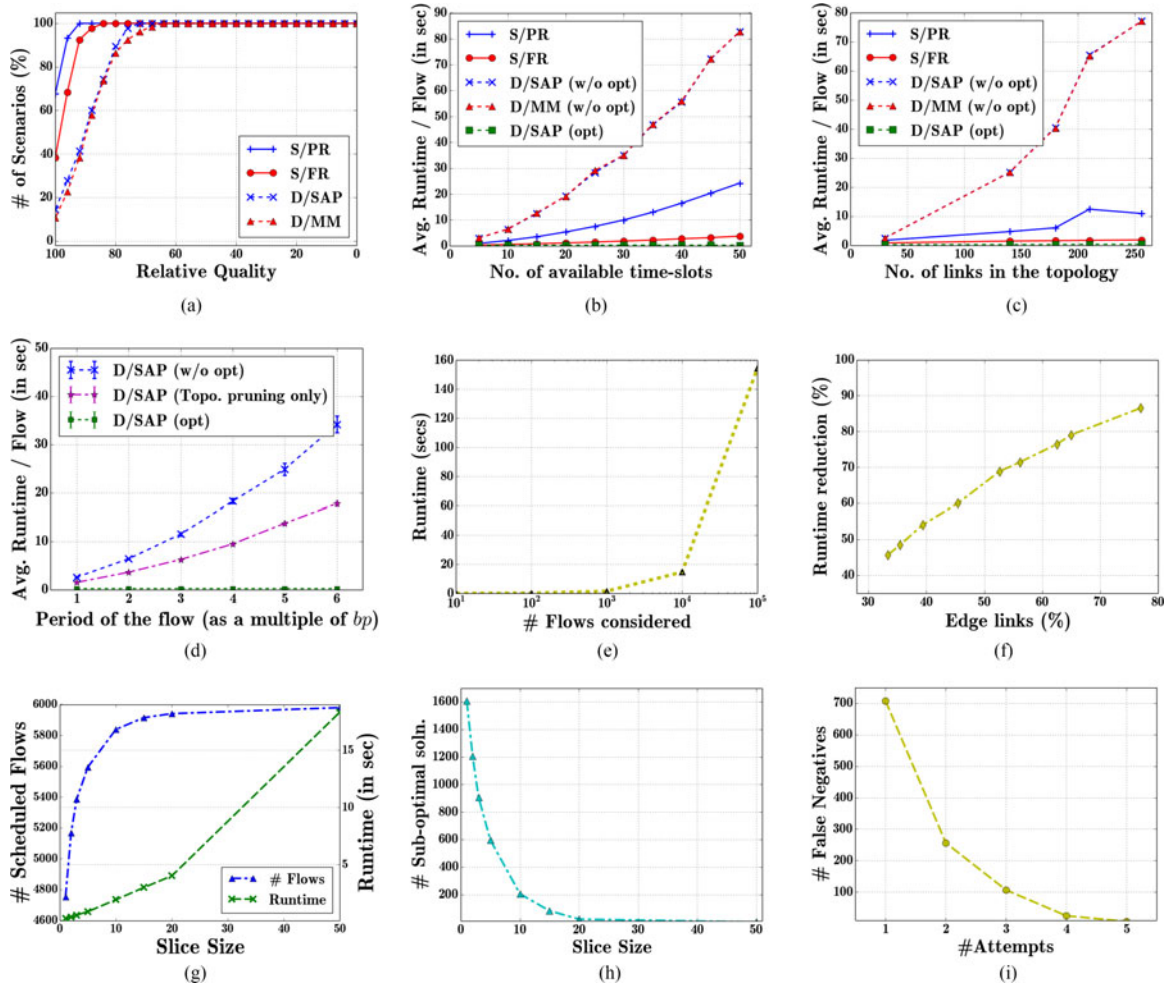 # of Scenarios (%)
100
80
60
40
20
0
S/PR
S/FR
D/SAP
D/MM
100 80 60 40 20 0
Relative Quality
(a)
Avg. Runtime / Flow (in sec)
90
80
70
60
50
40
30
20
10
0
S/PR
S/FR
D/SAP (w/o opt)
D/MM (w/o opt)
D/SAP (opt)
0 10 20 30 40 50
No. of available time-slots
(b)
Avg. Runtime / Flow (in sec)
80
70
60
50
40
30
20
10
0
S/PR
S/FR
D/SAP (w/o opt)
D/MM (w/o opt)
D/SAP (opt)
0 50 100 150 200 250
No. of links in the topology
(c)
Avg. Runtime / Flow (in sec)
50
40
30
20
10
0
D/SAP (w/o opt)
D/SAP (Topo. pruning only)
D/SAP (opt)
1 2 3 4 5 6
Period of the flow (as a multiple of bp)
(d)
Runtime (secs)
160
140
120
100
80
60
40
20
0
10¹ 10² 10³ 10⁴ 10⁵
# Flows considered
(e)
Runtime reduction (%)
100
90
80
70
60
50
40
30 40 50 60 70 80
Edge links (%)
(f)
# Scheduled Flows
6000
5800
5600
5400
5200
5000
4800
4600
Runtime (in sec)
15
10
5
# Flows
Runtime
0 10 20 30 40 50
Slice Size
(g)
# Sub-optimal soln.
1600
1400
1200
1000
800
600
400
200
0 10 20 30 40 50
Slice Size
(h)
# False Negatives
700
600
500
400
300
200
100
1 2 3 4 5
#Attempts
(i)